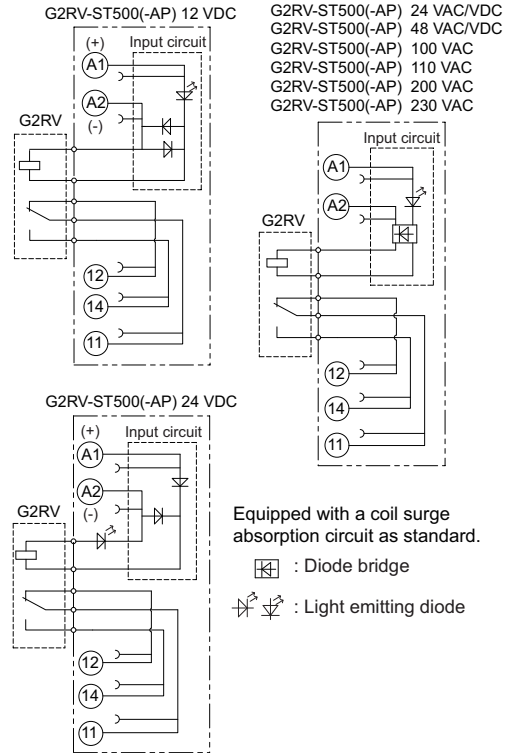 G2RV-ST500(-AP) 12 VDC
(+)
Input circuit
A1
A2
(-)
G2RV
12
14
11
G2RV-ST500(-AP) 24 VAC/VDC
G2RV-ST500(-AP) 48 VAC/VDC
G2RV-ST500(-AP) 100 VAC
G2RV-ST500(-AP) 110 VAC
G2RV-ST500(-AP) 200 VAC
G2RV-ST500(-AP) 230 VAC
Input circuit
A1
A2
G2RV
12
14
11
G2RV-ST500(-AP) 24 VDC
(+)
Input circuit
A1
A2
(-)
G2RV
12
14
11
Equipped with a coil surge
absorption circuit as standard.
: Diode bridge
: Light emitting diode